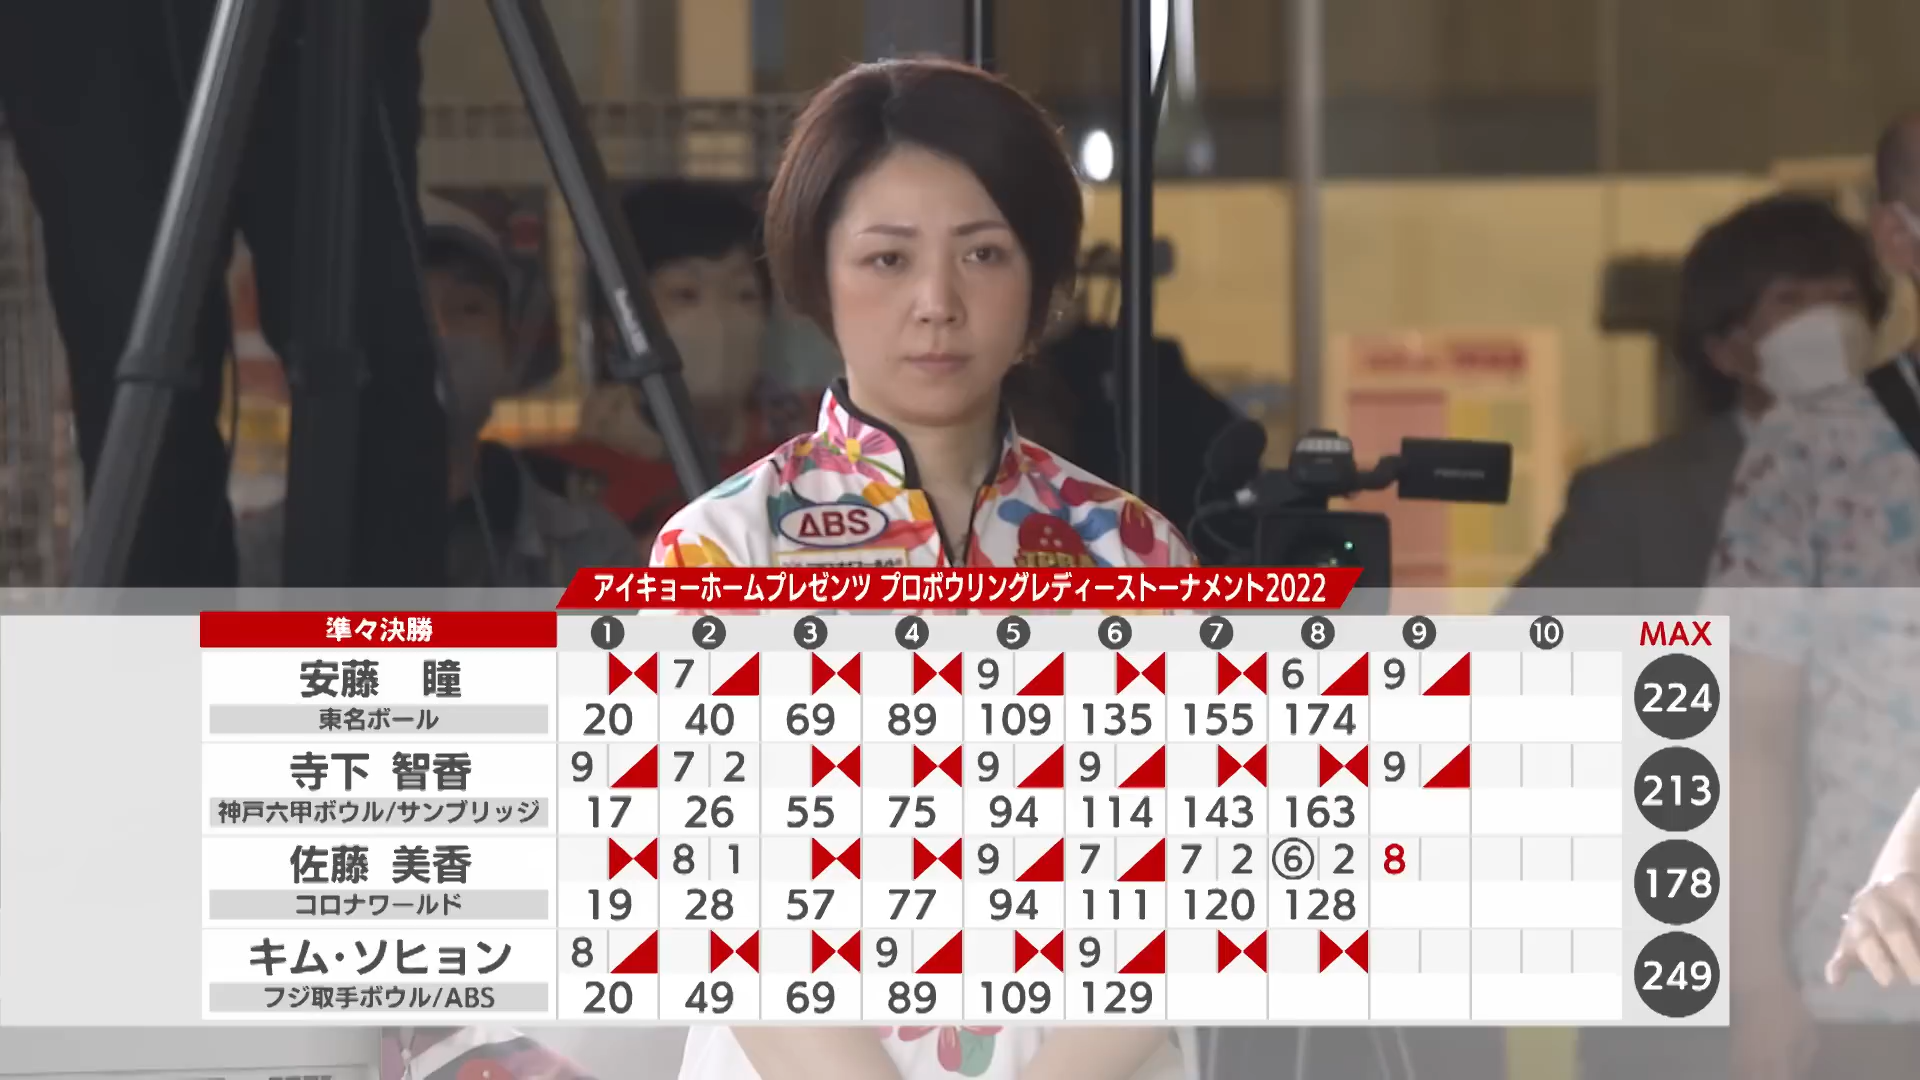 ABS
アイキョーホームプレゼンツ プロボウリングレディーストーナメント2022
準々決勝 1 2 3 4 5 6 7 8 9 10 MAX
安藤 瞳 7 9 6 9 224
東名ボール 20 40 69 89 109 135 155 174
寺下 智香 9 7 2 9 9 9 213
神戸六甲ボウル/サンブリッジ 17 26 55 75 94 114 143 163
佐藤 美香 8 1 9 7 7 2 ⑥ 2 8 178
コロナワールド 19 28 57 77 94 111 120 128
キム・ソヒョン 8 9 9 249
フジ取手ボウル/ABS 20 49 69 89 109 129